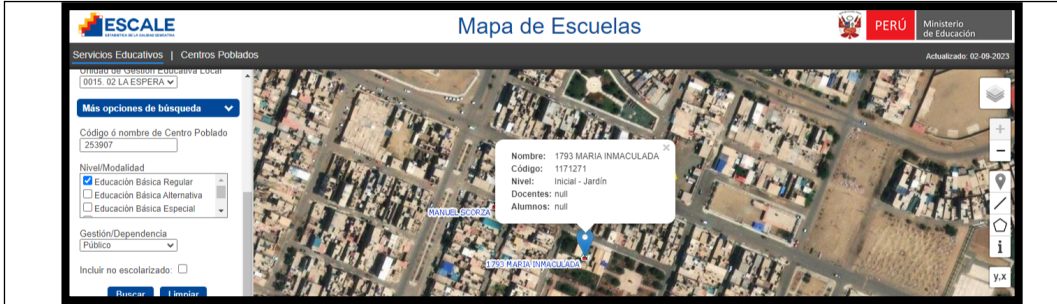 ESCALE
ESTADÍSTICA DE LA CALIDAD EDUCATIVA
Mapa de Escuelas
PERÚ
Ministerio
de Educación
Servicios Educativos | Centros Poblados
Actualizado: 02-09-2023
Unidad de Gestión Educativa Local
0015. 02 LA ESPERA
Más opciones de búsqueda
Código ó nombre de Centro Poblado
253907
Nivel/Modalidad
Educación Básica Regular
Educación Básica Alternativa
Educación Básica Especial
Gestión/Dependencia
Público
Incluir no escolarizado:
Buscar Limpiar
Nombre: 1793 MARIA INMACULADA
Código: 1171271
Nivel: Inicial - Jardín
Docentes: null
Alumnos: null
MANUEL SCORZA
1793 MARIA INMACULADA
+
−
i
y,x